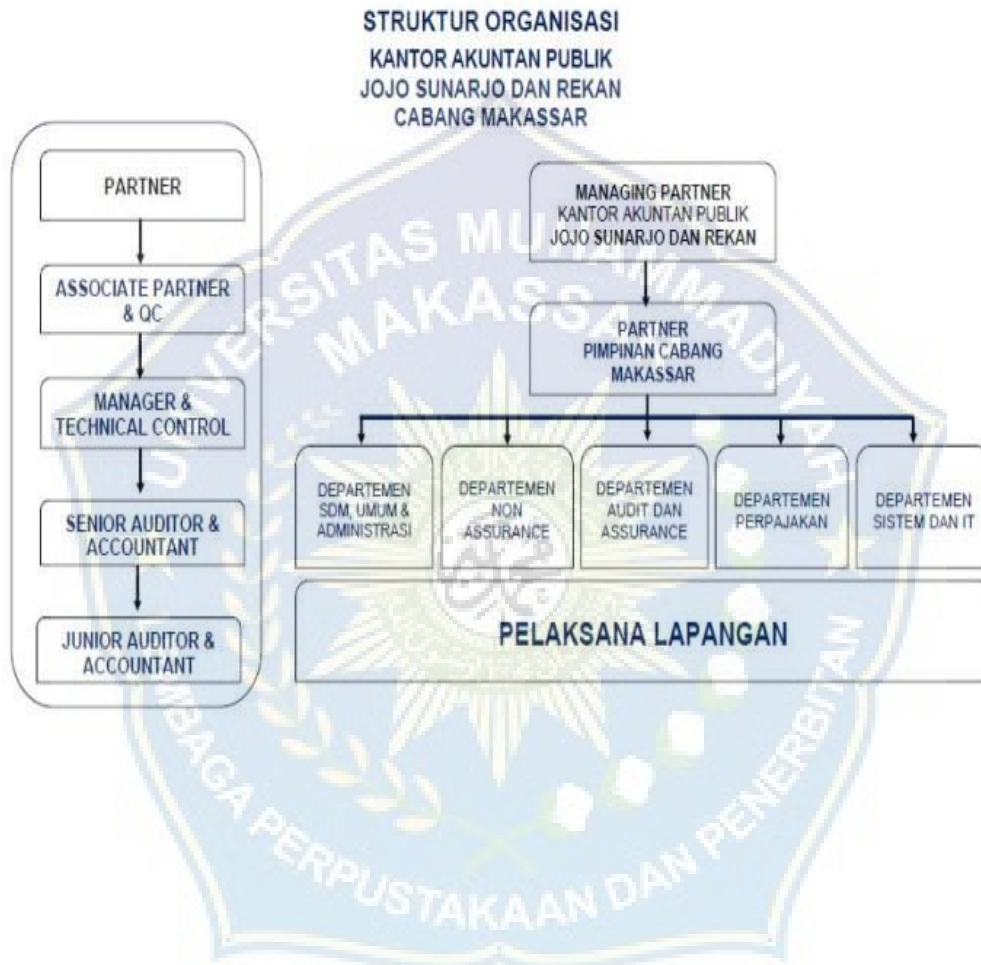 STRUKTUR ORGANISASI
KANTOR AKUNTAN PUBLIK
JOJO SUNARJO DAN REKAN
CABANG MAKASSAR
PARTNER
ASSOCIATE PARTNER
& QC
MANAGER &
TECHNICAL CONTROL
SENIOR AUDITOR &
ACCOUNTANT
JUNIOR AUDITOR &
ACCOUNTANT
MANAGING PARTNER
KANTOR AKUNTAN PUBLIK
JOJO SUNARJO DAN REKAN
PARTNER
PIMPINAN CABANG
MAKASSAR
DEPARTEMEN
SDM, UMUM &
ADMINISTRASI
DEPARTEMEN
NON
ASSURANCE
DEPARTEMEN
AUDIT DAN
ASSURANCE
DEPARTEMEN
PERPAJAKAN
DEPARTEMEN
SISTEM DAN IT
PELAKSANA LAPANGAN
UNIVERSITAS MUHAMMADIYAH
MAKASSAR
PERPUSTAKAAN DAN PENERBITAN